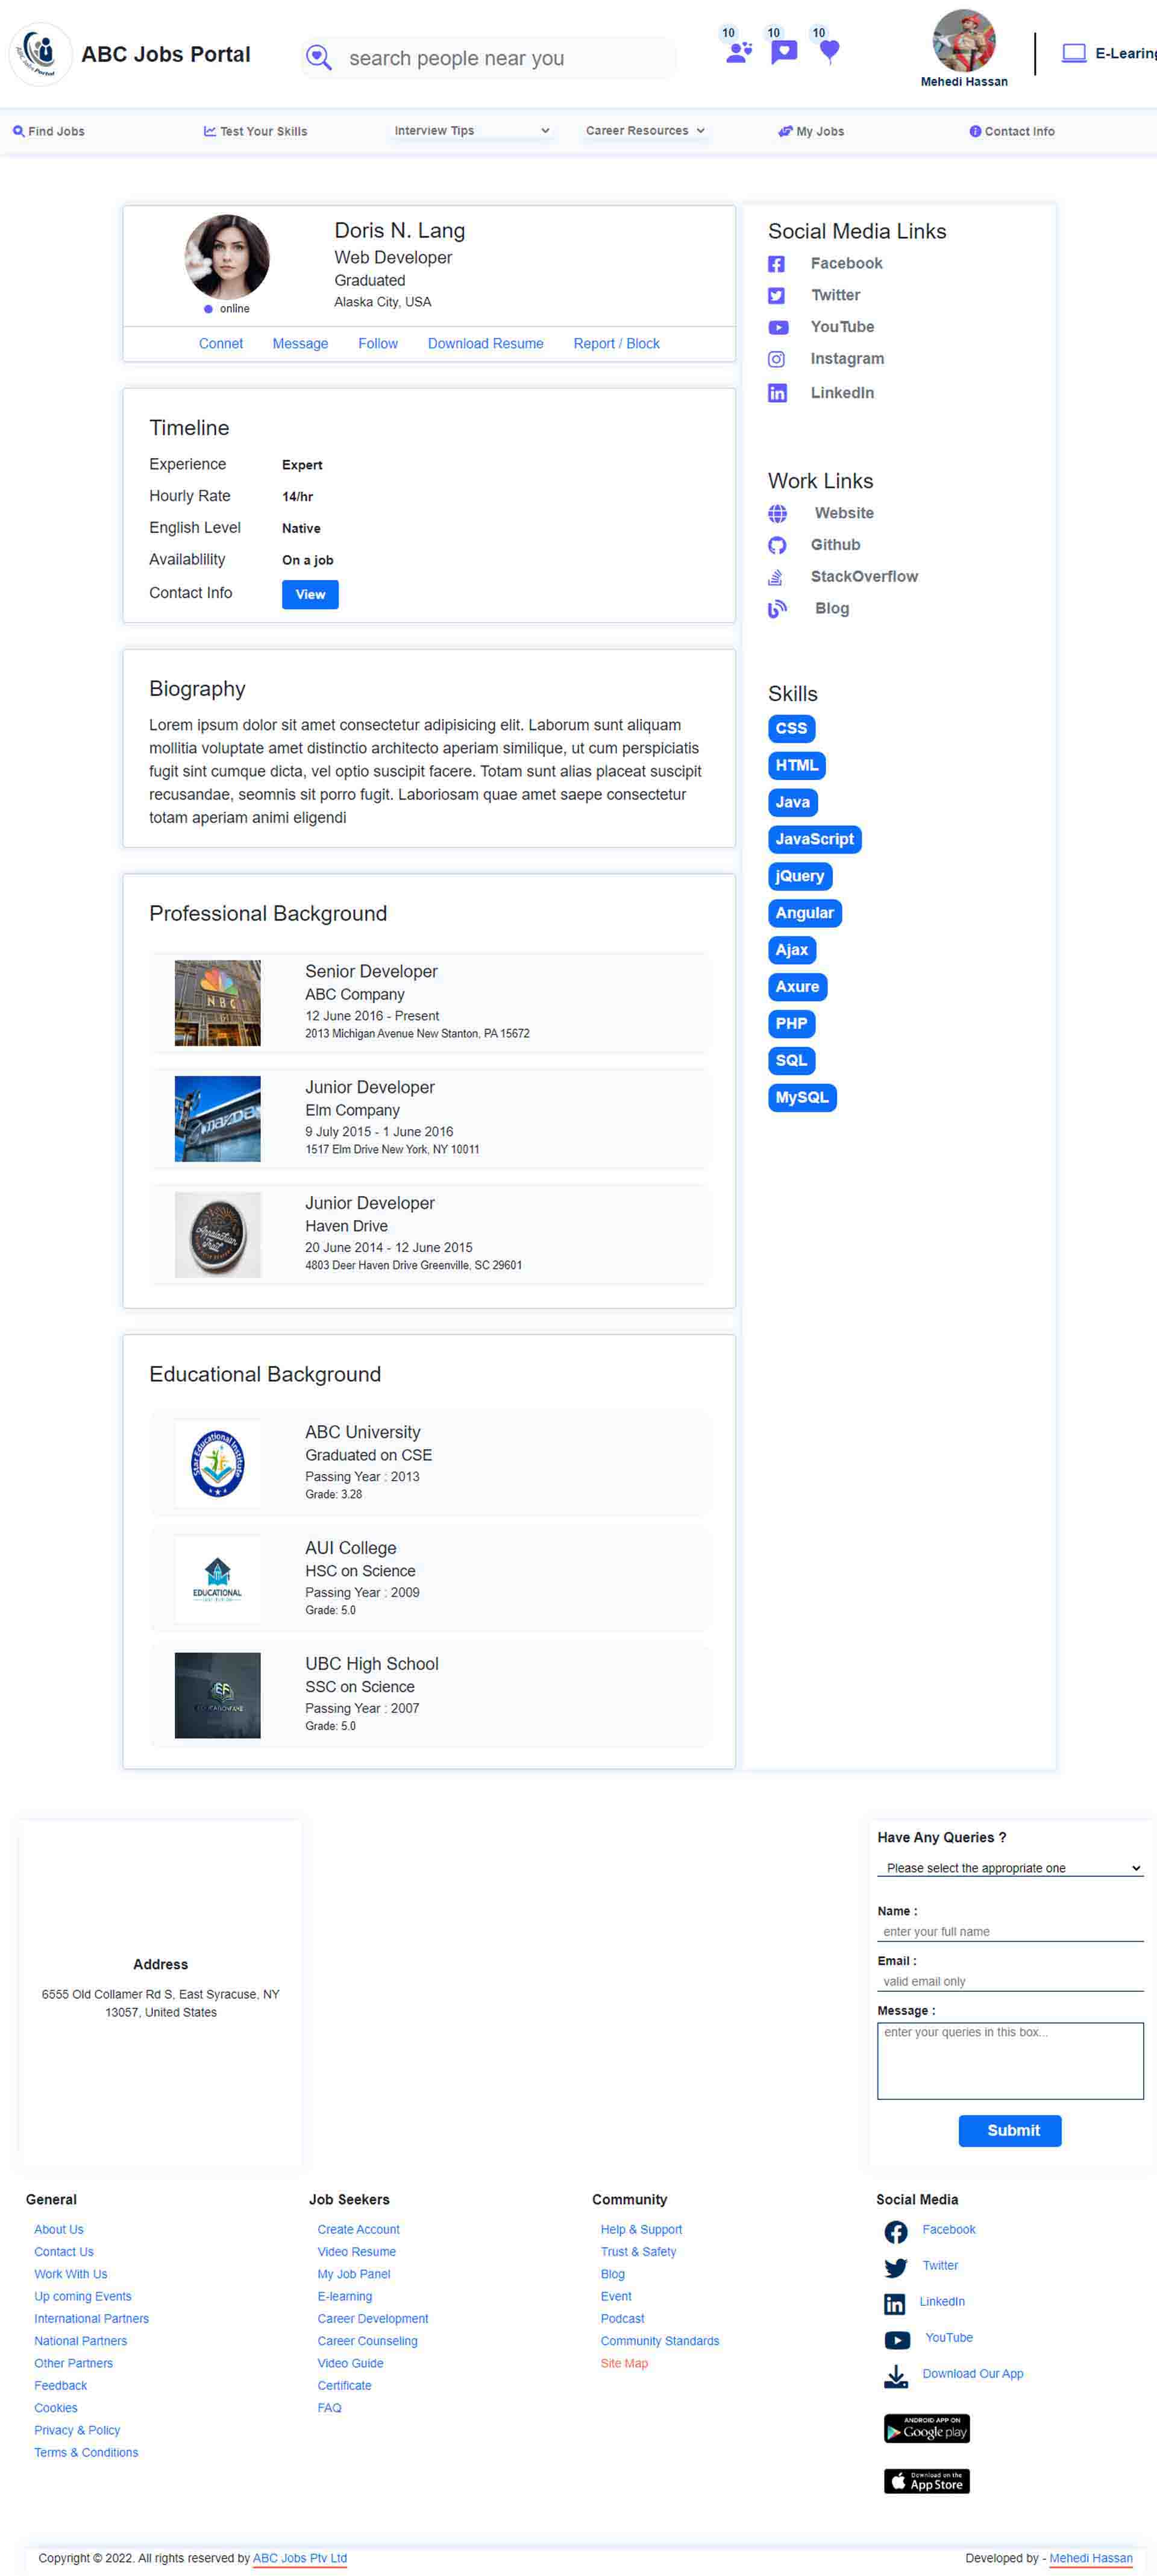 ABC Jobs Portal
search people near you
10 10 10
Mehedi Hassan
E-Learing
Find Jobs Test Your Skills Interview Tips Career Resources My Jobs Contact Info
Doris N. Lang
Web Developer
Graduated
Alaska City, USA
online
Connet Message Follow Download Resume Report / Block
Timeline
Experience Expert
Hourly Rate 14/hr
English Level Native
Availablility On a job
Contact Info View
Biography
Lorem ipsum dolor sit amet consectetur adipisicing elit. Laborum sunt aliquam
mollitia voluptate amet distinctio architecto aperiam similique, ut cum perspiciatis
fugit sint cumque dicta, vel optio suscipit facere. Totam sunt alias placeat suscipit
recusandae, seomnis sit porro fugit. Laboriosam quae amet saepe consectetur
totam aperiam animi eligendi
Professional Background
NBC
Senior Developer
ABC Company
12 June 2016 - Present
2013 Michigan Avenue New Stanton, PA 15672
mazda
Junior Developer
Elm Company
9 July 2015 - 1 June 2016
1517 Elm Drive New York, NY 10011
Appalachian Trail
Junior Developer
Haven Drive
20 June 2014 - 12 June 2015
4803 Deer Haven Drive Greenville, SC 29601
Educational Background
Star Educational Institute
ABC University
Graduated on CSE
Passing Year : 2013
Grade: 3.28
EDUCATIONAL
AUI College
HSC on Science
Passing Year : 2009
Grade: 5.0
EF
UBC High School
SSC on Science
Passing Year : 2007
Grade: 5.0
Social Media Links
Facebook
Twitter
YouTube
Instagram
LinkedIn
Work Links
Website
Github
StackOverflow
Blog
Skills
CSS
HTML
Java
JavaScript
jQuery
Angular
Ajax
Axure
PHP
SQL
MySQL
Address
6555 Old Collamer Rd S, East Syracuse, NY
13057, United States
Have Any Queries ?
Please select the appropriate one
Name :
enter your full name
Email :
valid email only
Message :
enter your queries in this box...
Submit
General
About Us
Contact Us
Work With Us
Up coming Events
International Partners
National Partners
Other Partners
Feedback
Cookies
Privacy & Policy
Terms & Conditions
Job Seekers
Create Account
Video Resume
My Job Panel
E-learning
Career Development
Career Counseling
Video Guide
Certificate
FAQ
Community
Help & Support
Trust & Safety
Blog
Event
Podcast
Community Standards
Site Map
Social Media
Facebook
Twitter
LinkedIn
YouTube
Download Our App
ANDROID APP ON
Google play
Download on the
App Store
Copyright © 2022. All rights reserved by ABC Jobs Ptv Ltd
Developed by - Mehedi Hassan